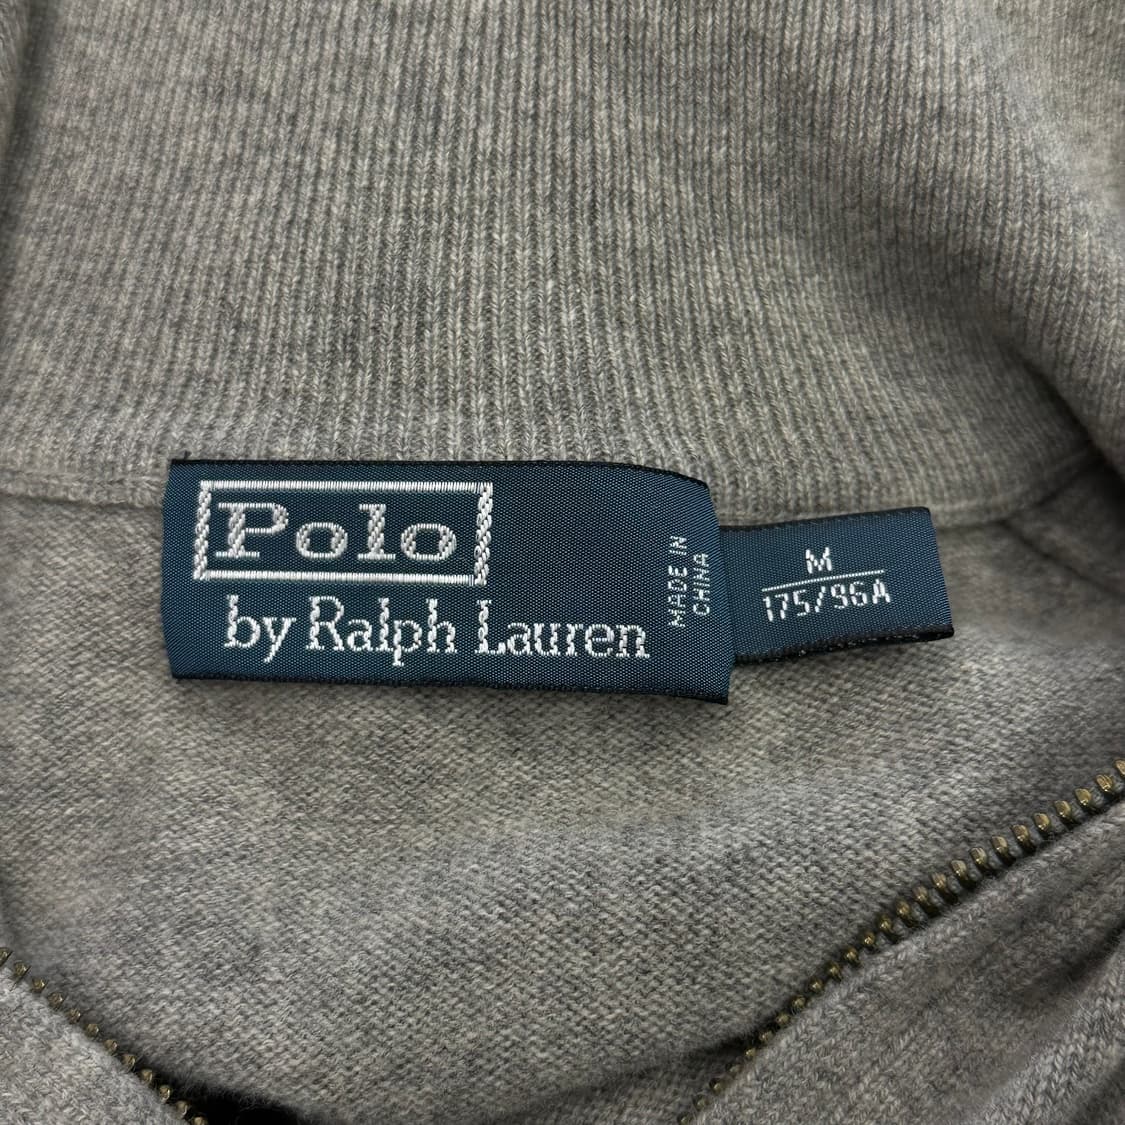 Polo
by Ralph Lauren
MADE IN
CHINA
M
175/96A